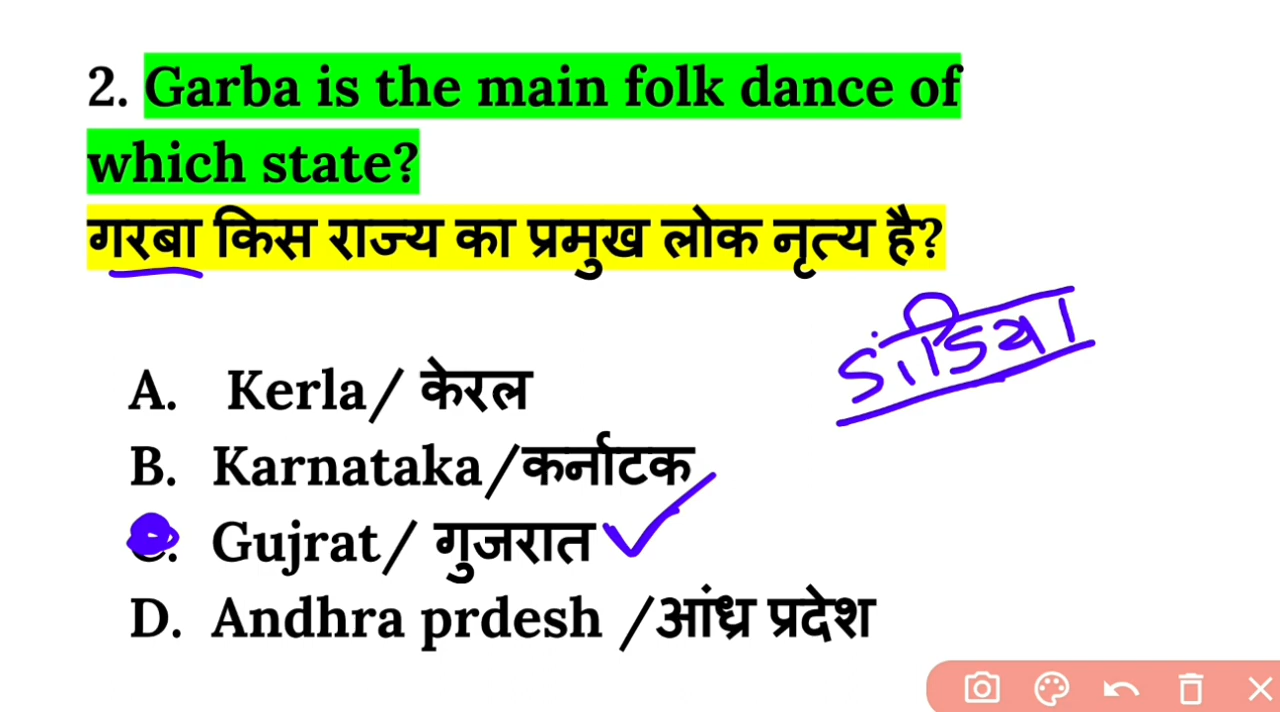 2. Garba is the main folk dance of
which state?
गरबा किस राज्य का प्रमुख लोक नृत्य है?
डांडिया
A. Kerla/ केरल
B. Karnataka/कर्नाटक
C. Gujrat/ गुजरात
D. Andhra prdesh /आंध्र प्रदेश